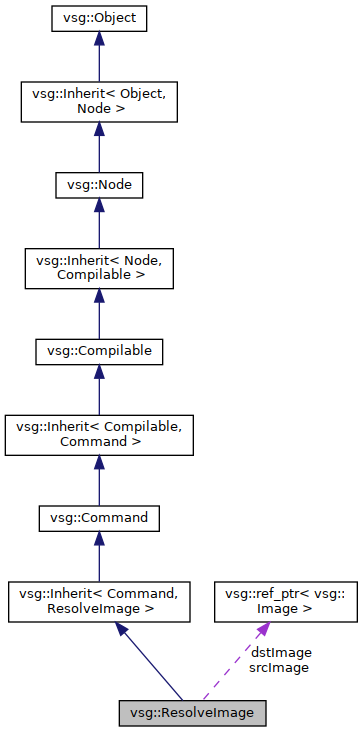 vsg::Object
vsg::Inherit< Object,
Node >
vsg::Node
vsg::Inherit< Node,
Compilable >
vsg::Compilable
vsg::Inherit< Compilable,
Command >
vsg::Command
vsg::Inherit< Command,
ResolveImage >
vsg::ref_ptr< vsg::
Image >
dstImage
srcImage
vsg::ResolveImage